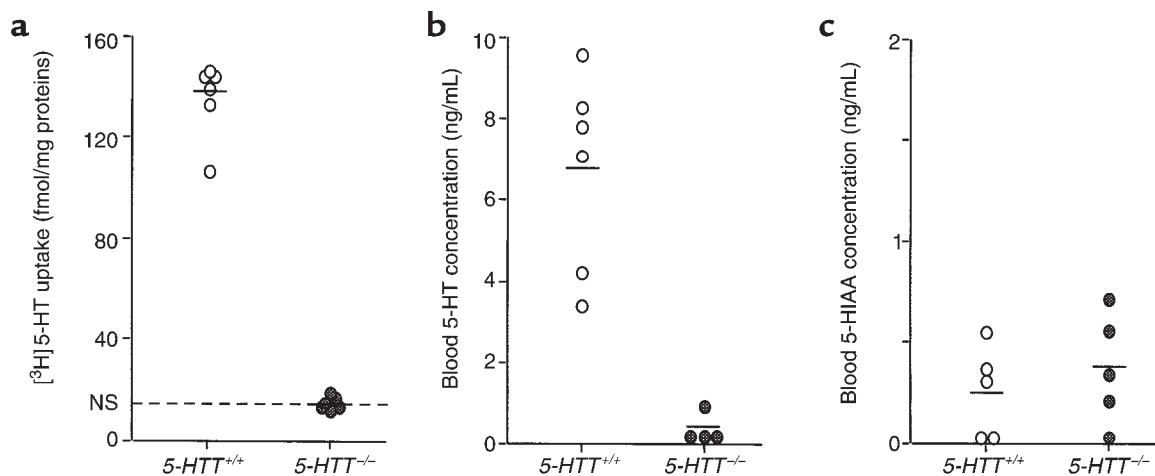 a
[³H]5-HT uptake (fmol/mg proteins)
160
120
80
40
NS
0
5-HTT+/+
5-HTT–/–
b
Blood 5-HT concentration (ng/mL)
10
8
6
4
2
0
5-HTT+/+
5-HTT–/–
c
Blood 5-HIAA concentration (ng/mL)
2
1
0
5-HTT+/+
5-HTT–/–